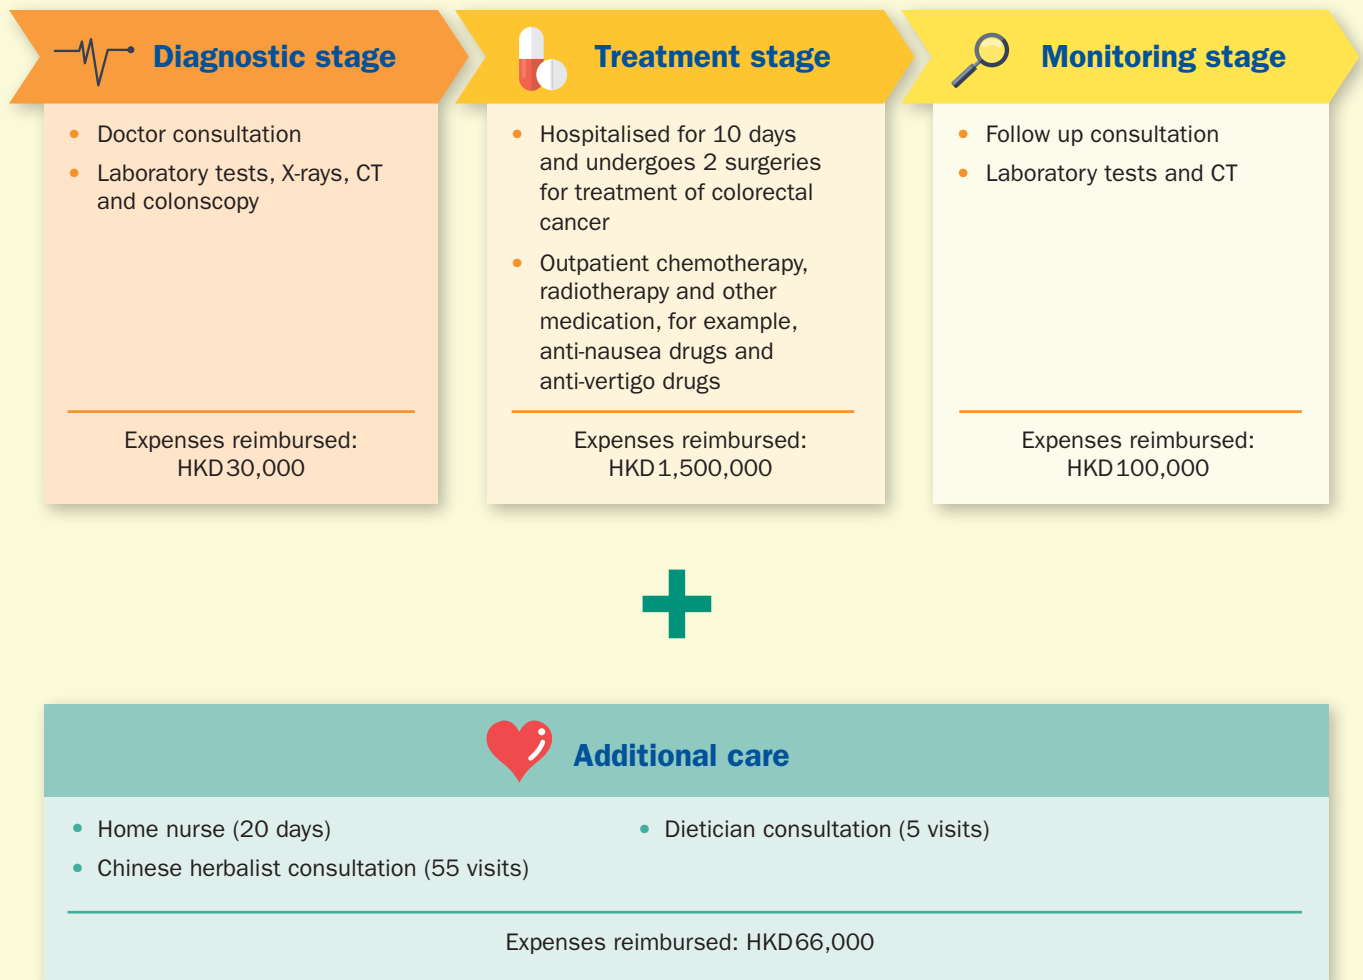 Diagnostic stage
Doctor consultation
Laboratory tests, X-rays, CT
and colonscopy
Expenses reimbursed:
HKD30,000
Treatment stage
Hospitalised for 10 days
and undergoes 2 surgeries
for treatment of colorectal
cancer
Outpatient chemotherapy,
radiotherapy and other
medication, for example,
anti-nausea drugs and
anti-vertigo drugs
Expenses reimbursed:
HKD1,500,000
Monitoring stage
Follow up consultation
Laboratory tests and CT
Expenses reimbursed:
HKD100,000
Additional care
Home nurse (20 days)
Chinese herbalist consultation (55 visits)
Dietician consultation (5 visits)
Expenses reimbursed: HKD66,000